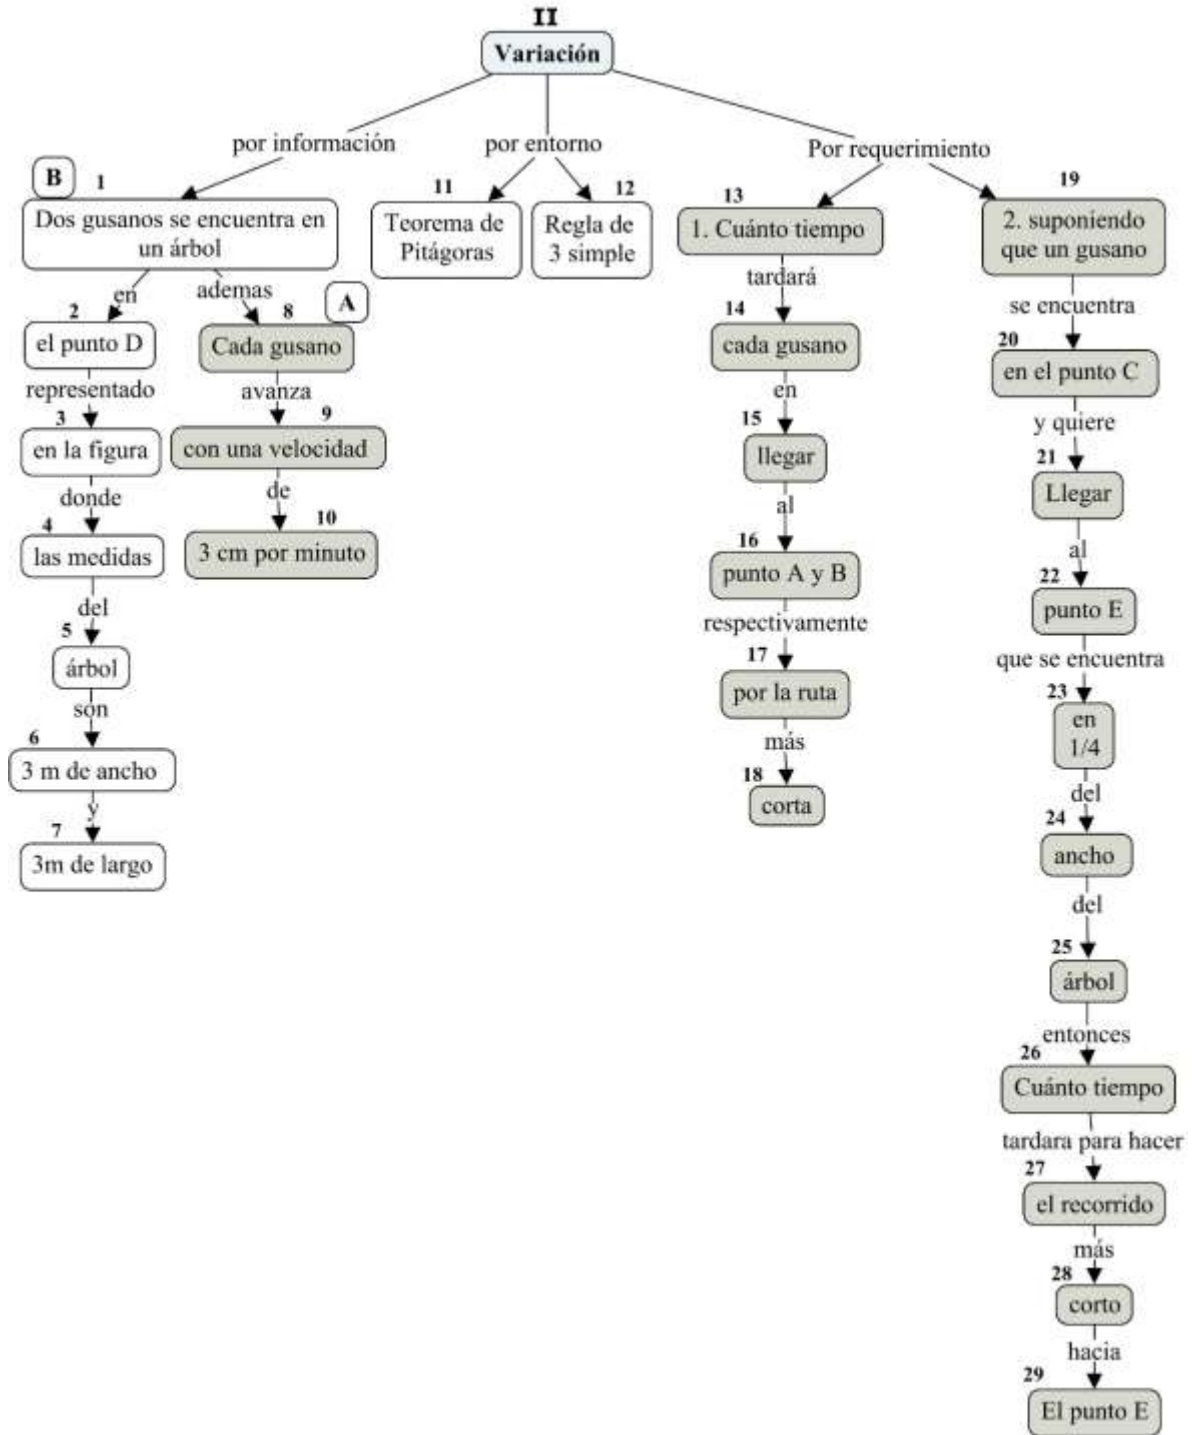 II
Variación
por información
por entorno
Por requerimiento
B
1
Dos gusanos se encuentra en
un árbol
en
2
el punto D
representado
3
en la figura
donde
4
las medidas
del
5
árbol
son
6
3 m de ancho
y
7
3m de largo
ademas
A
8
Cada gusano
avanza
9
con una velocidad
de
10
3 cm por minuto
11
Teorema de
Pitágoras
12
Regla de
3 simple
13
1. Cuánto tiempo
tardará
14
cada gusano
en
15
llegar
al
16
punto A y B
respectivamente
17
por la ruta
más
18
corta
19
2. suponiendo
que un gusano
se encuentra
20
en el punto C
y quiere
21
Llegar
al
22
punto E
que se encuentra
23
en
1/4
del
24
ancho
del
25
árbol
entonces
26
Cuánto tiempo
tardara para hacer
27
el recorrido
más
28
corto
hacia
29
El punto E